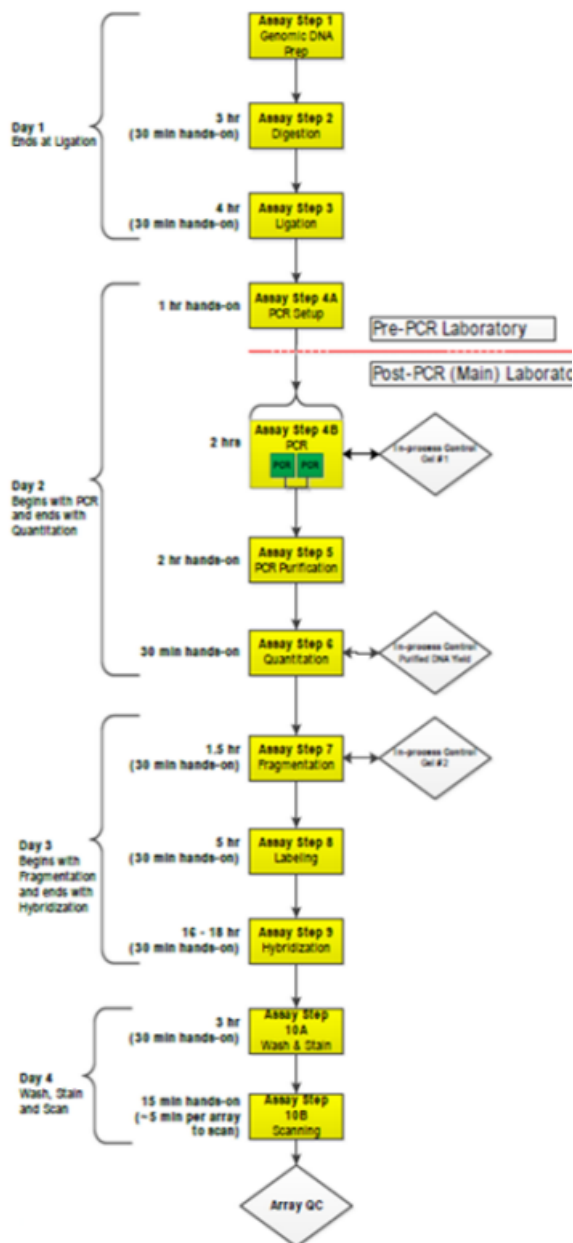 Assay Step 1
Genomic DNA
Prep
Day 1
Ends at Ligation
3 hr
(30 min hands-on)
Assay Step 2
Digestion
4 hr
(30 min hands-on)
Assay Step 3
Ligation
1 hr hands-on
Assay Step 4A
PCR Setup
Pre-PCR Laboratory
Post-PCR (Main) Laborato
Day 2
Begins with PCR
and ends with
Quantitation
2 hrs
Assay Step 4B
PCR
PCR
PCR
In-process Control
Gel #1
2 hr hands-on
Assay Step 5
PCR Purification
30 min hands-on
Assay Step 6
Quantitation
In-process Control
Purified DNA Yield
Day 3
Begins with
Fragmentation
and ends with
Hybridization
1.5 hr
(30 min hands-on)
Assay Step 7
Fragmentation
In-process Control
Gel #2
5 hr
(30 min hands-on)
Assay Step 8
Labeling
16 - 18 hr
(30 min hands-on)
Assay Step 9
Hybridization
Day 4
Wash, Stain
and Scan
3 hr
(30 min hands-on)
Assay Step
10A
Wash & Stain
15 min hands-on
(~5 min per array
to scan)
Assay Step
10B
Scanning
Array QC